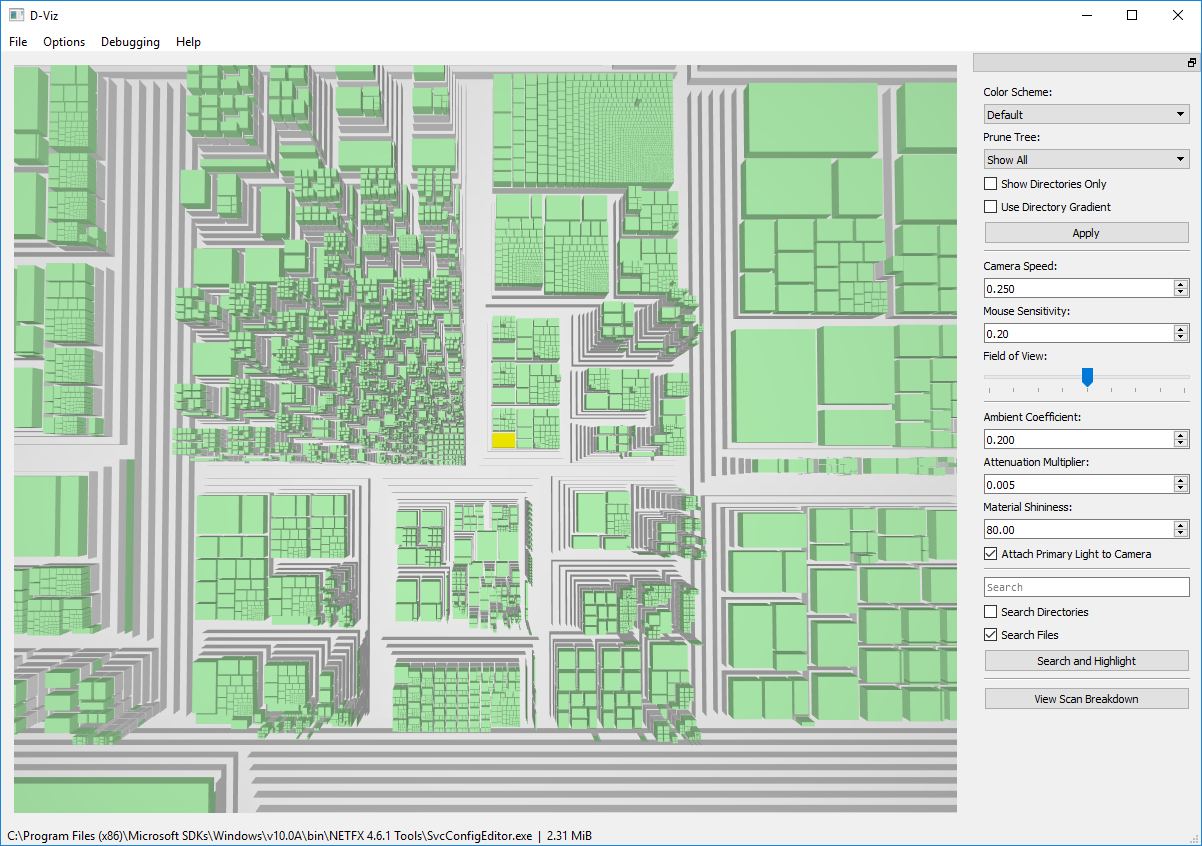 D-Viz
File Options Debugging Help
Color Scheme:
Default
Prune Tree:
Show All
Show Directories Only
Use Directory Gradient
Apply
Camera Speed:
0.250
Mouse Sensitivity:
0.20
Field of View:
Ambient Coefficient:
0.200
Attenuation Multiplier:
0.005
Material Shininess:
80.00
Attach Primary Light to Camera
Search
Search Directories
Search Files
Search and Highlight
View Scan Breakdown
C:\Program Files (x86)\Microsoft SDKs\Windows\v10.0A\bin\NETFX 4.6.1 Tools\SvcConfigEditor.exe | 2.31 MiB